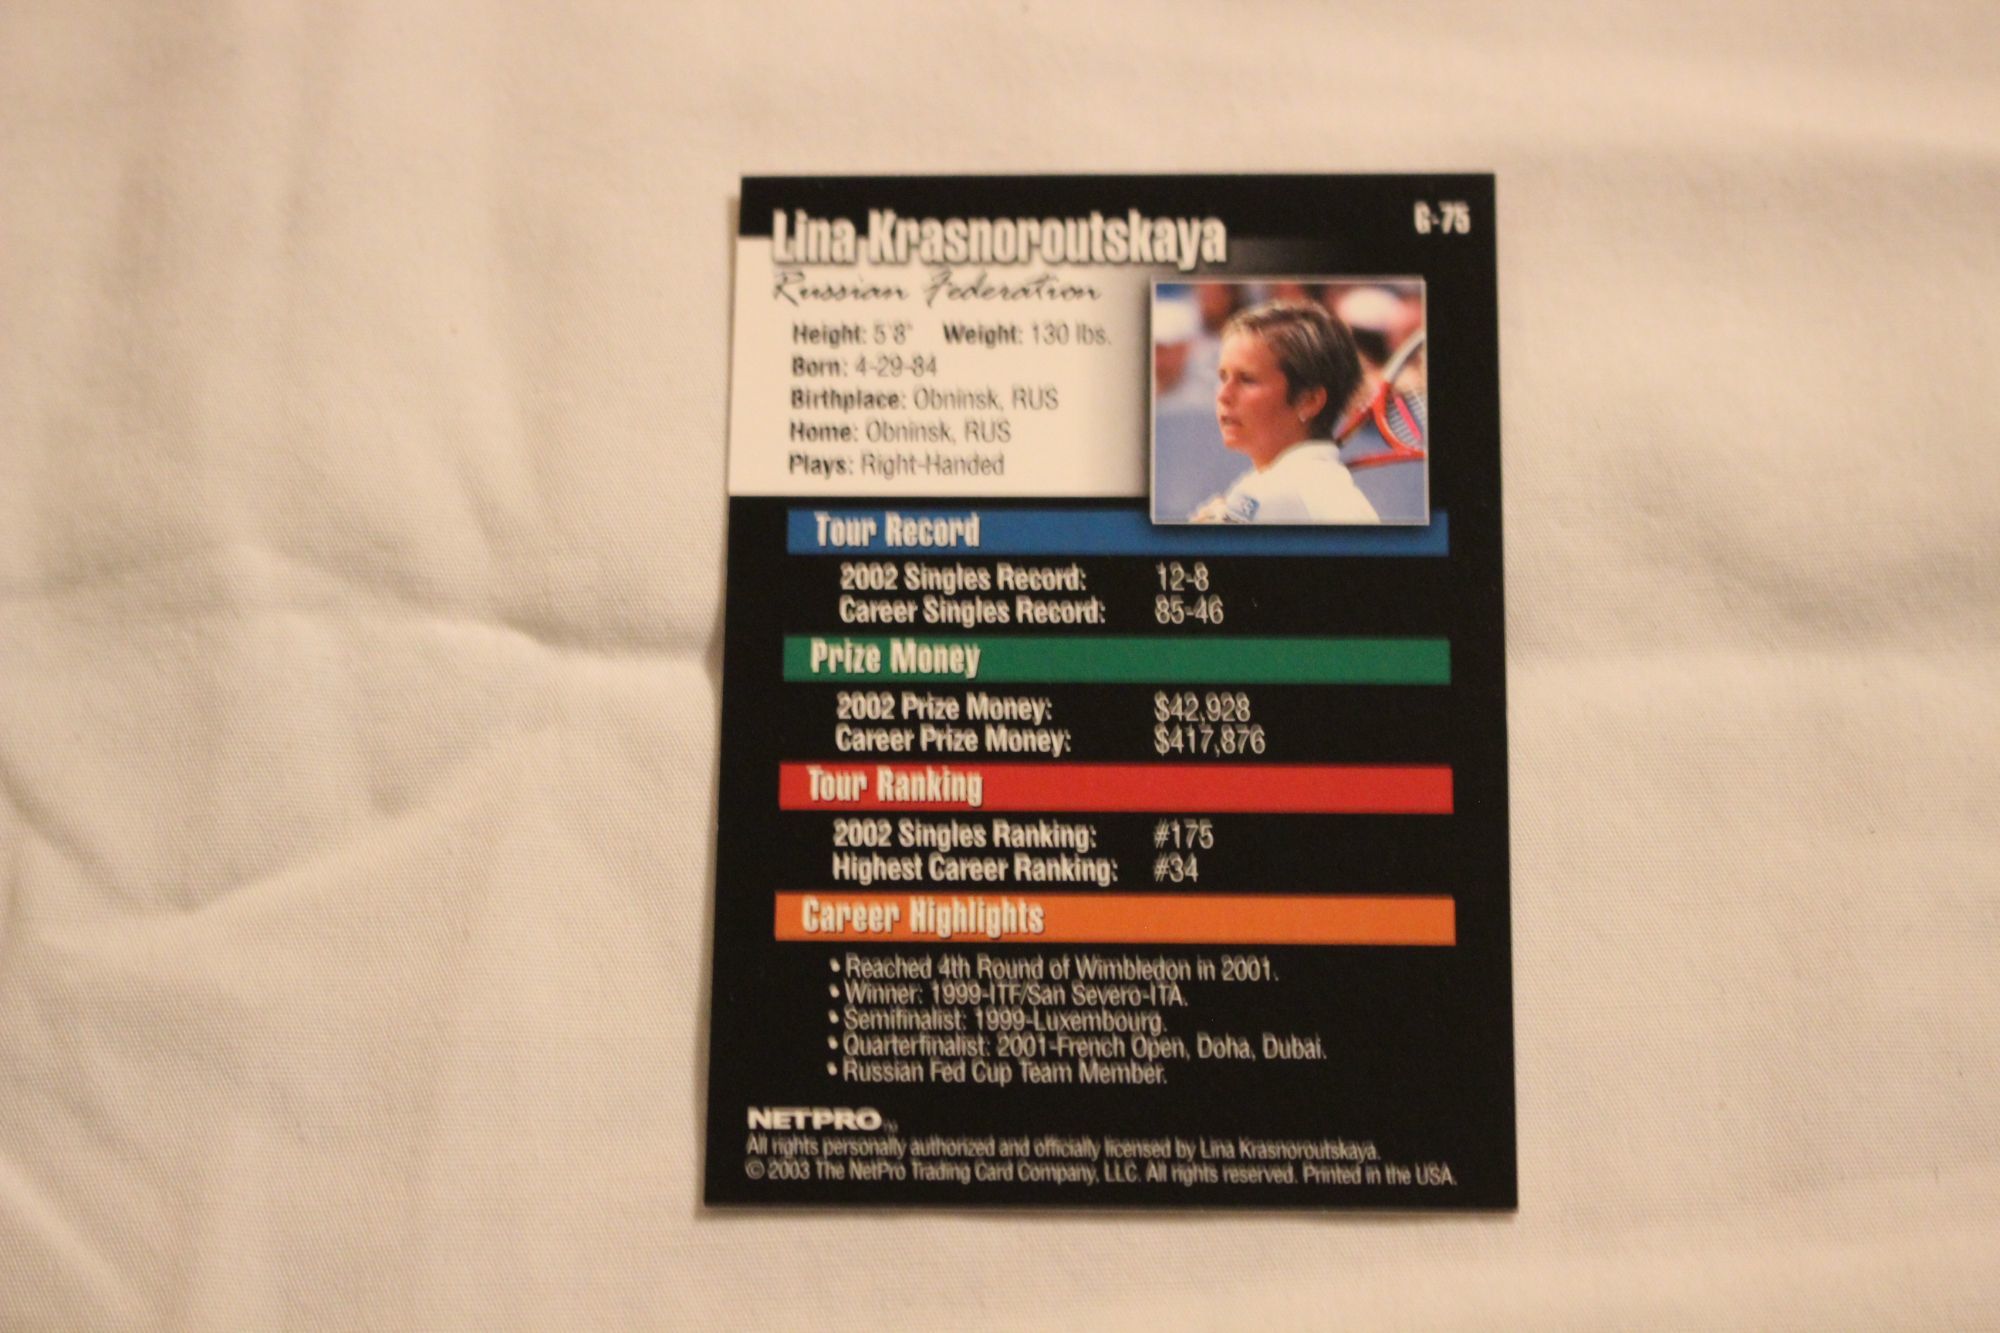 Lina Krasnoroutskaya
G-75
Russian Federation
Height: 5'8" Weight: 130 lbs.
Born: 4-29-84
Birthplace: Obninsk, RUS
Home: Obninsk, RUS
Plays: Right-Handed
Tour Record
2002 Singles Record: 12-8
Career Singles Record: 85-46
Prize Money
2002 Prize Money: $42,928
Career Prize Money: $417,876
Tour Ranking
2002 Singles Ranking: #175
Highest Career Ranking: #34
Career Highlights
• Reached 4th Round of Wimbledon in 2001.
• Winner: 1999-ITF/San Severo-ITA.
• Semifinalist: 1999-Luxembourg.
• Quarterfinalist: 2001-French Open, Doha, Dubai.
• Russian Fed Cup Team Member.
NETPRO™
All rights personally authorized and officially licensed by Lina Krasnoroutskaya.
© 2003 The NetPro Trading Card Company, LLC. All rights reserved. Printed in the USA.